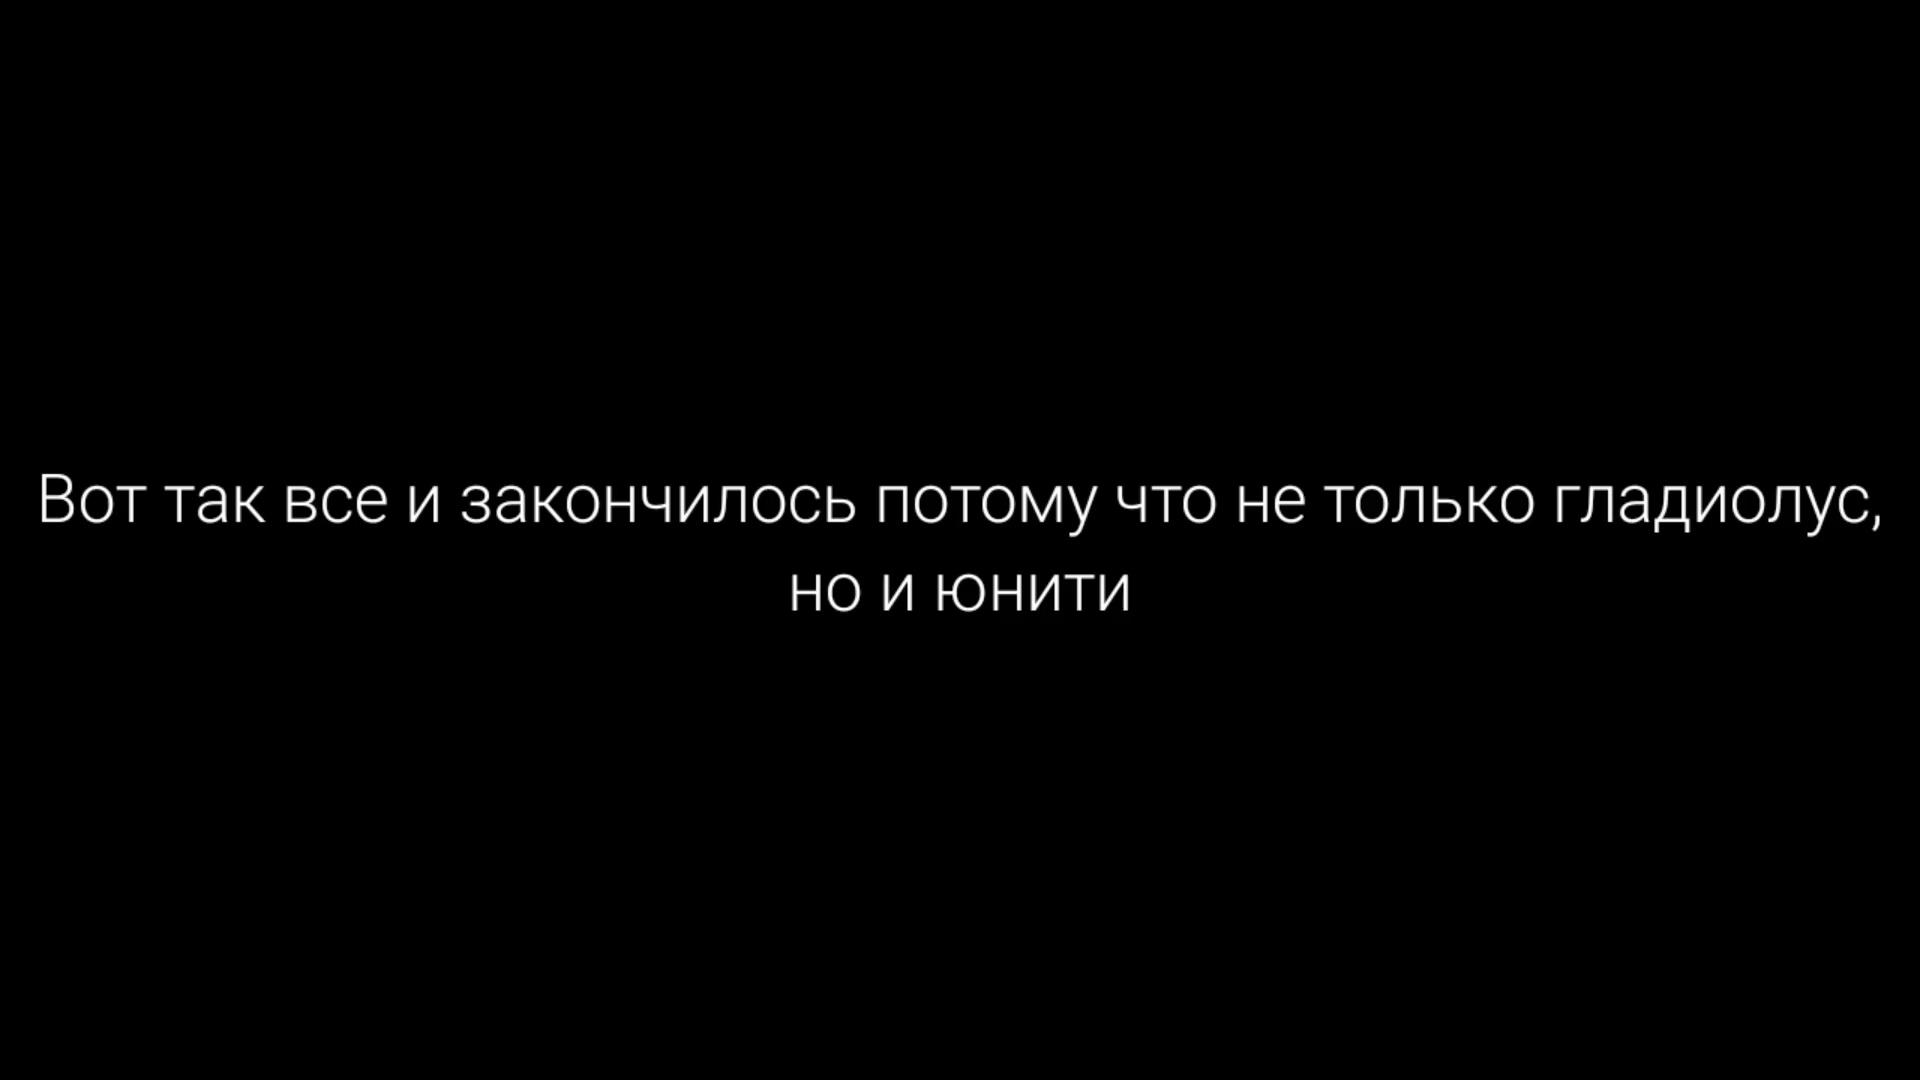 Вот так все и закончилось потому что не только гладиолус,
но и юнити